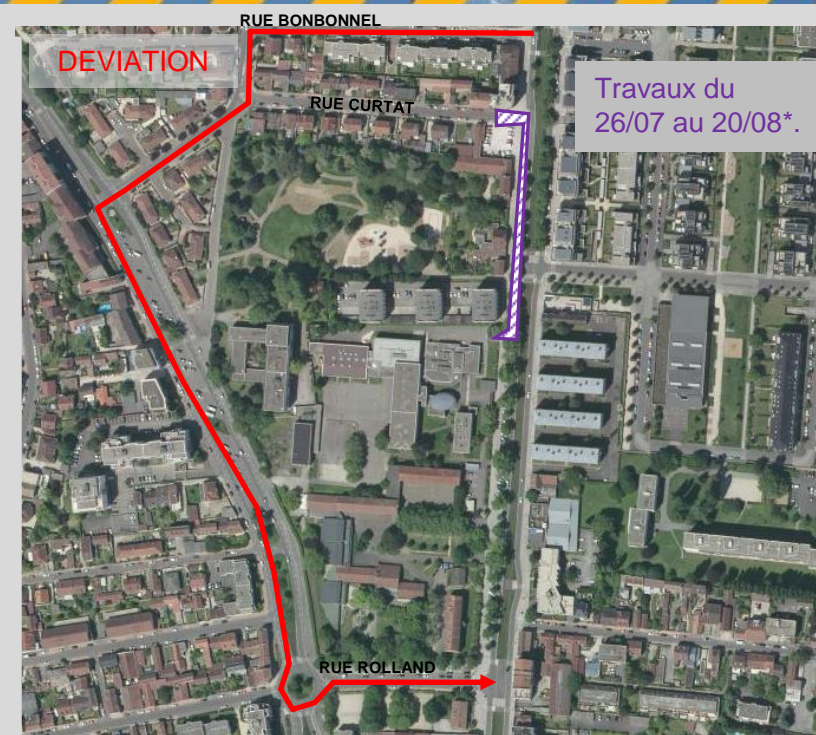 RUE BONBONNEL
DEVIATION
Travaux du
26/07 au 20/08*.
RUE CURTAT
RUE ROLLAND